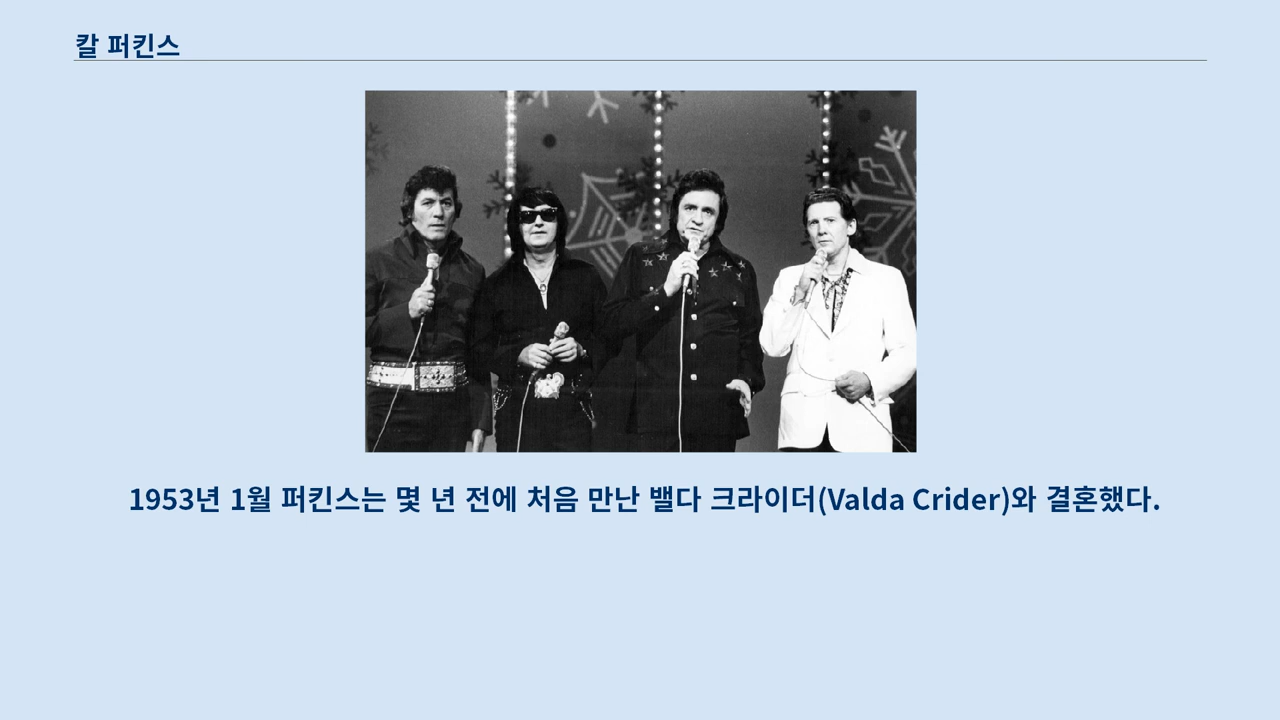 칼 퍼킨스
1953년 1월 퍼킨스는 몇 년 전에 처음 만난 밸다 크라이더(Valda Crider)와 결혼했다.